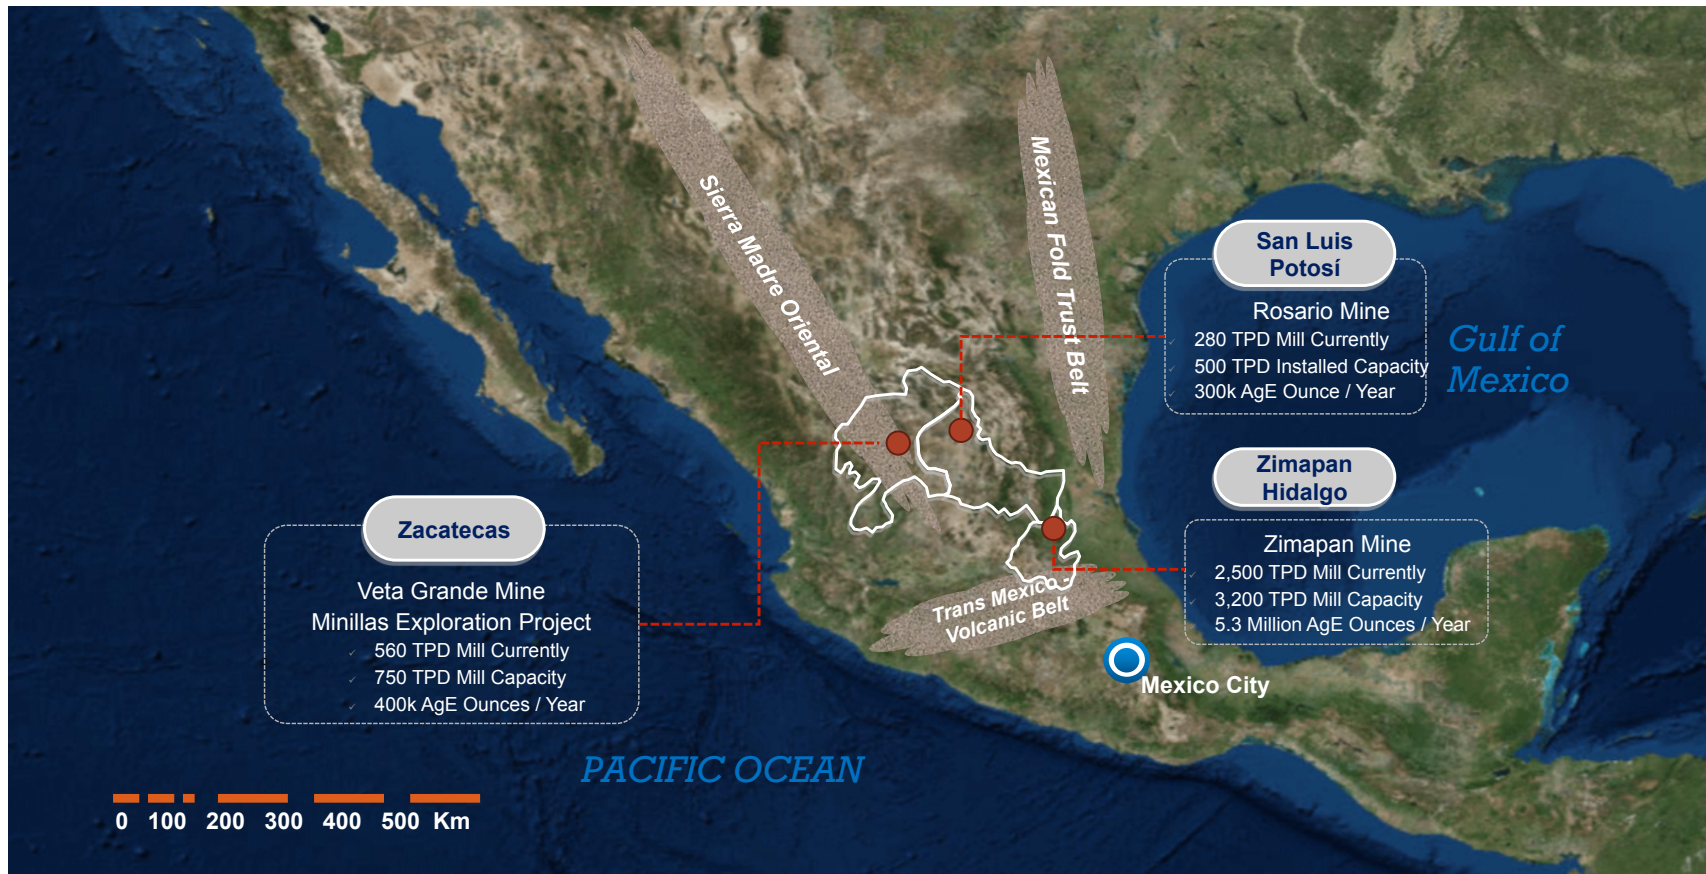 Sierra Madre Oriental
Mexican Fold Trust Belt
San Luis
Potosí
Rosario Mine
✓ 280 TPD Mill Currently
✓ 500 TPD Installed Capacity
✓ 300k AgE Ounce / Year
Gulf of
Mexico
Zimapan
Hidalgo
Zimapan Mine
✓ 2,500 TPD Mill Currently
✓ 3,200 TPD Mill Capacity
✓ 5.3 Million AgE Ounces / Year
Zacatecas
Veta Grande Mine
Minillas Exploration Project
✓ 560 TPD Mill Currently
✓ 750 TPD Mill Capacity
✓ 400k AgE Ounces / Year
Trans Mexico -
Volcanic Belt
Mexico City
PACIFIC OCEAN
0 100 200 300 400 500 Km